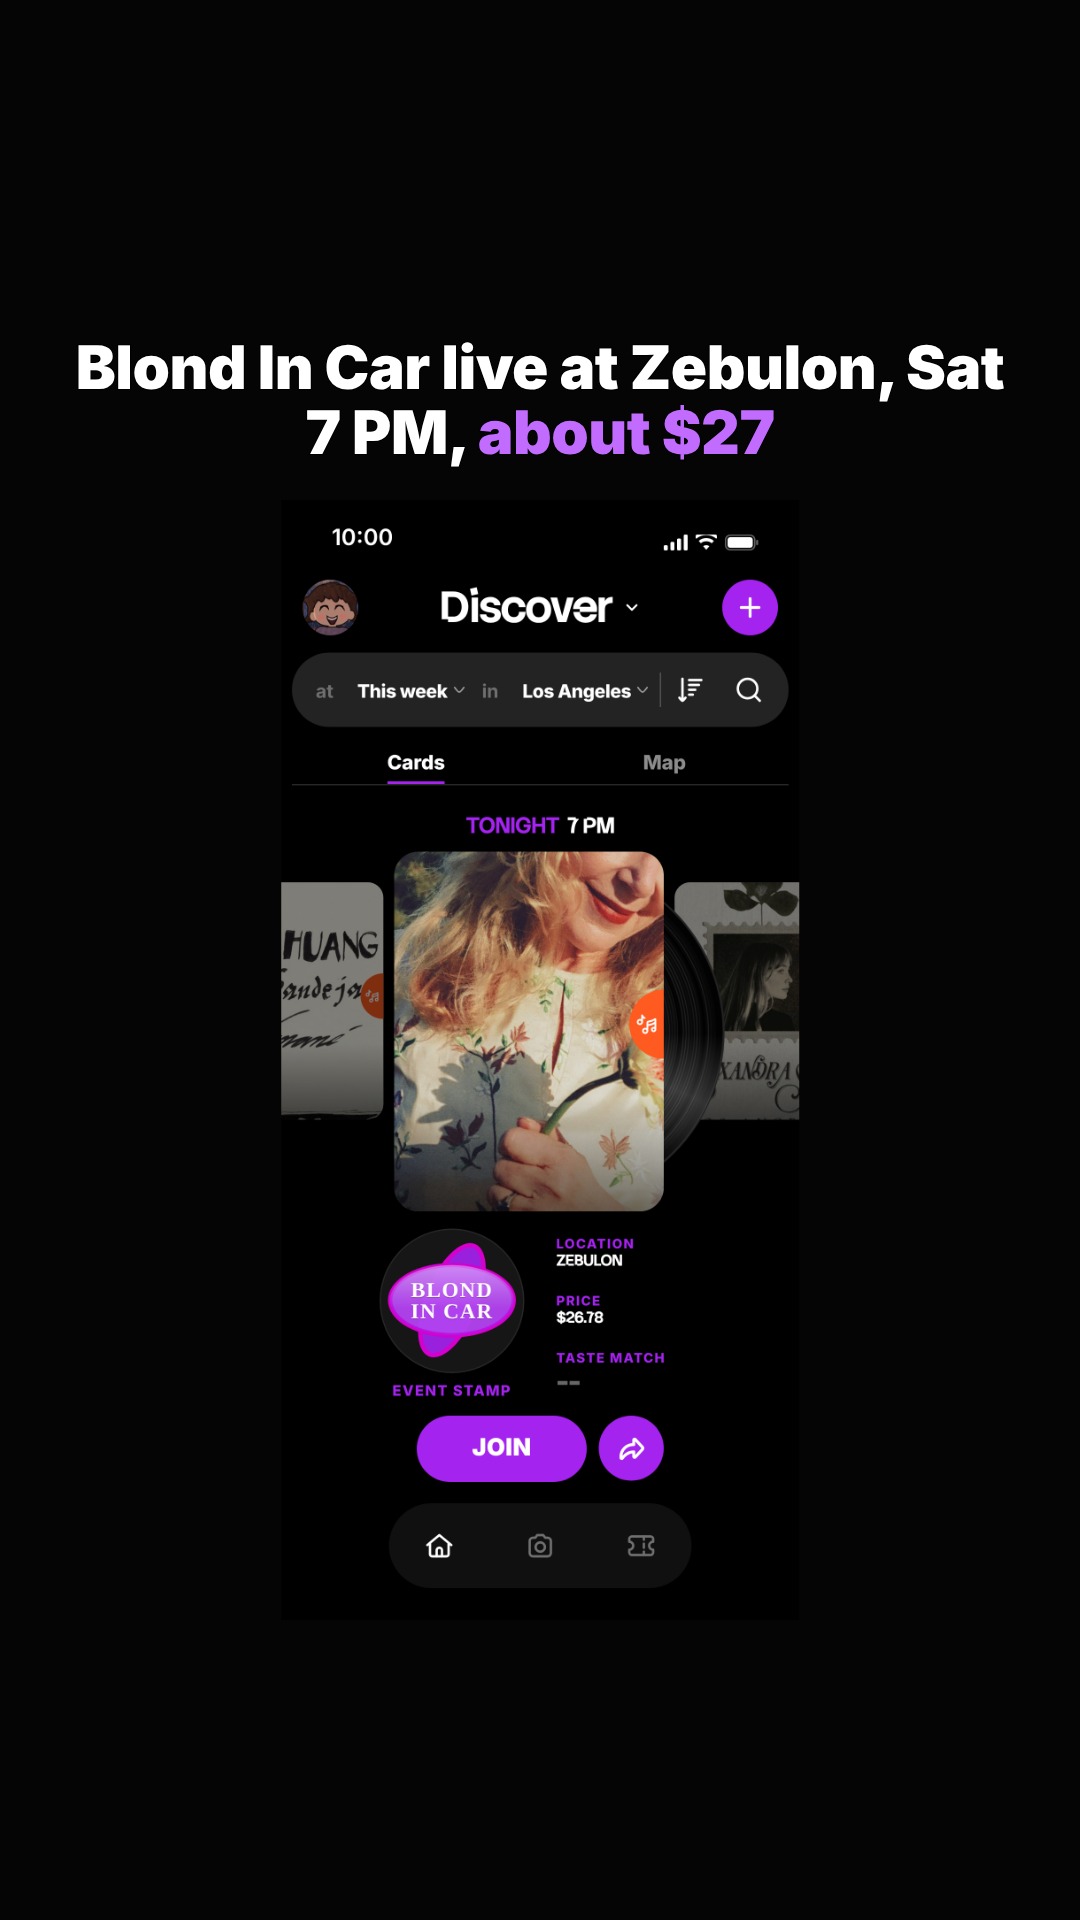 Blond In Car live at Zebulon, Sat
7 PM, about $27
10:00
Discover
at This week in Los Angeles
Cards Map
TONIGHT 7 PM
HUANG
XANDRA
BLOND
IN CAR
EVENT STAMP
LOCATION
ZEBULON
PRICE
$26.78
TASTE MATCH
--
JOIN